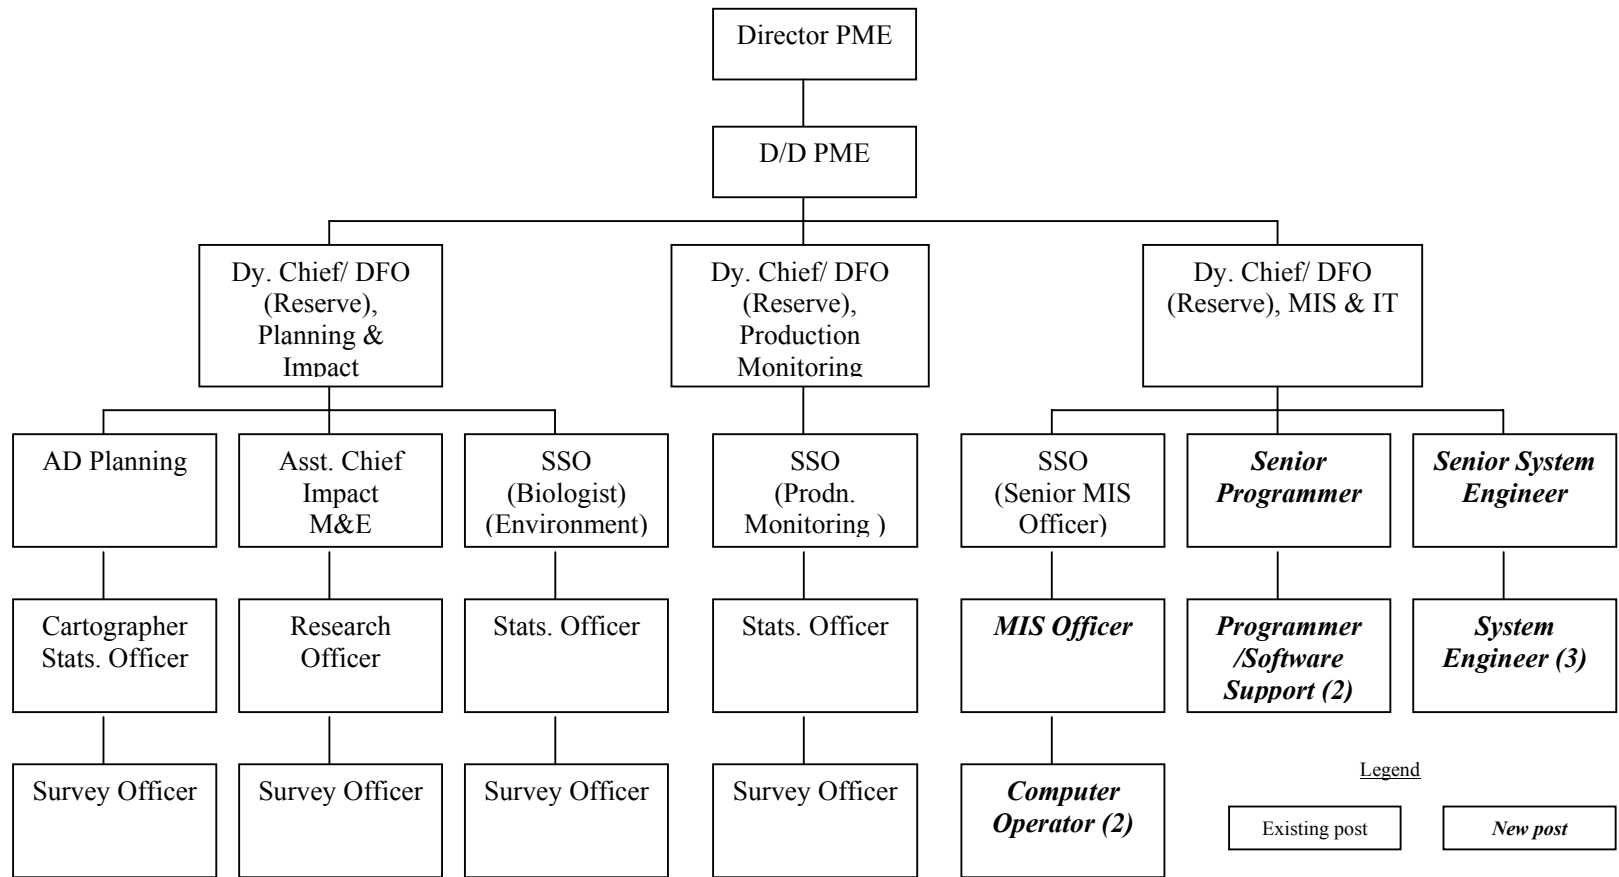 Director PME
D/D PME
Dy. Chief/ DFO
(Reserve),
Planning &
Impact
Dy. Chief/ DFO
(Reserve),
Production
Monitoring
Dy. Chief/ DFO
(Reserve), MIS & IT
AD Planning
Asst. Chief
Impact
M&E
SSO
(Biologist)
(Environment)
SSO
(Prodn.
Monitoring )
SSO
(Senior MIS
Officer)
Senior
Programmer
Senior System
Engineer
Cartographer
Stats. Officer
Research
Officer
Stats. Officer
Stats. Officer
MIS Officer
Programmer
/Software
Support (2)
System
Engineer (3)
Survey Officer
Survey Officer
Survey Officer
Survey Officer
Computer
Operator (2)
Legend
Existing post
New post